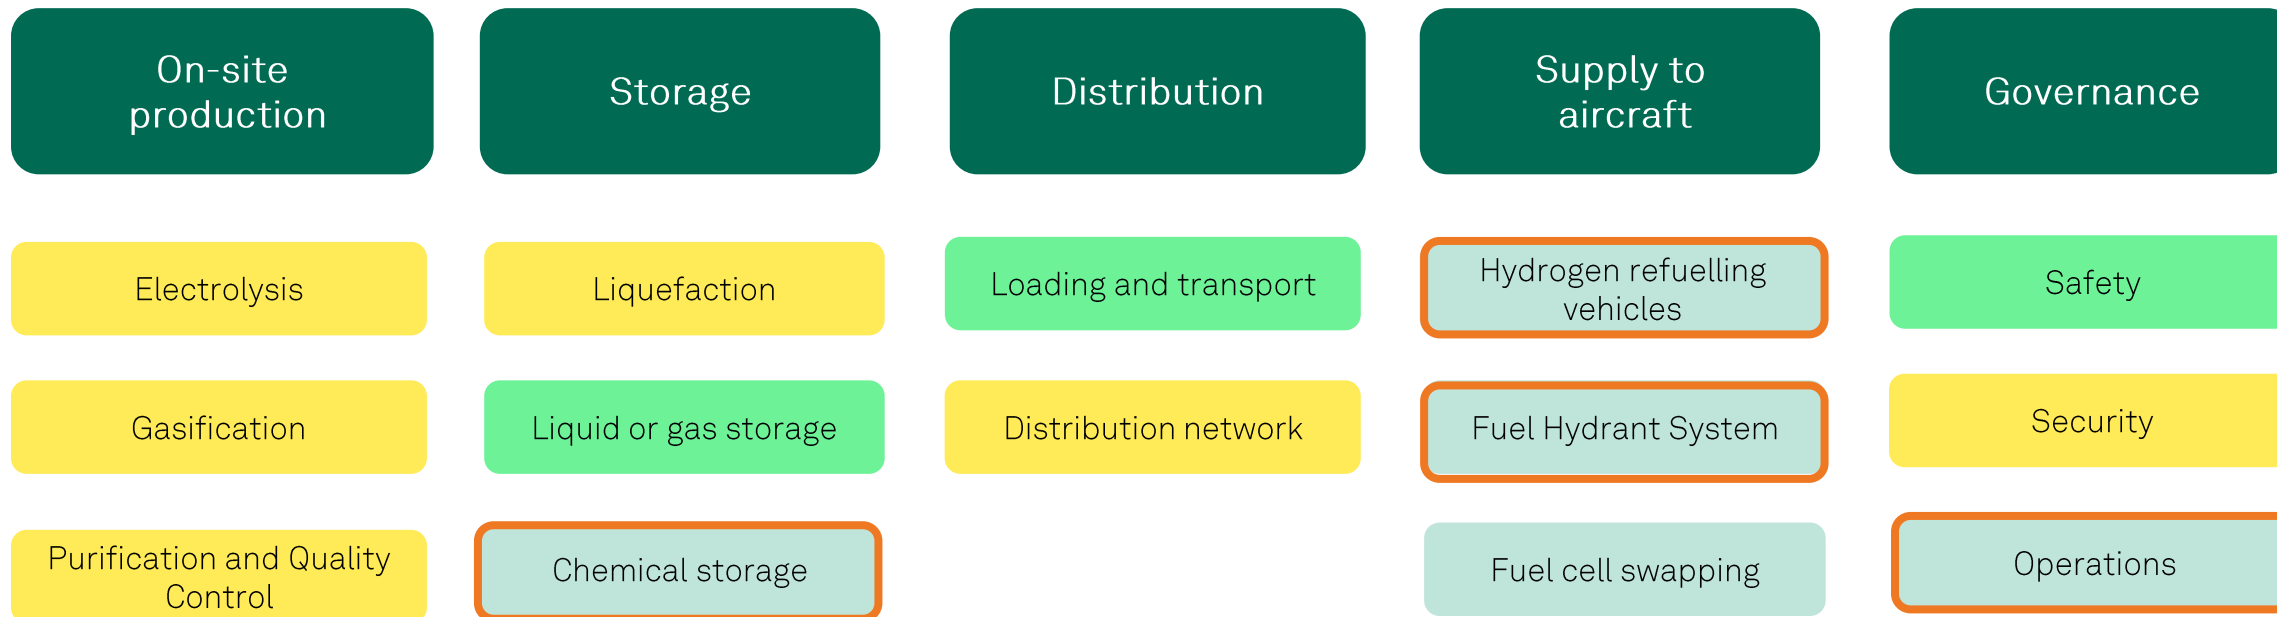 On-site
production
Storage
Distribution
Supply to
aircraft
Governance
Electrolysis
Liquefaction
Loading and transport
Hydrogen refuelling
vehicles
Safety
Gasification
Liquid or gas storage
Distribution network
Fuel Hydrant System
Security
Purification and Quality
Control
Chemical storage
Fuel cell swapping
Operations